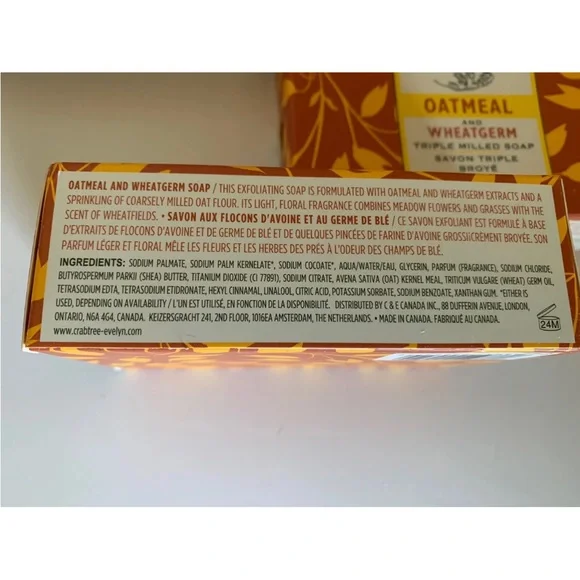 OATMEAL
AND
WHEATGERM
TRIPLE MILLED SOAP
SAVON TRIPLE
BROYÉ
OATMEAL AND WHEATGERM SOAP / THIS EXFOLIATING SOAP IS FORMULATED WITH OATMEAL AND WHEATGERM EXTRACTS AND A
SPRINKLING OF COARSELY MILLED OAT FLOUR. ITS LIGHT, FLORAL FRAGRANCE COMBINES MEADOW FLOWERS AND GRASSES WITH THE
SCENT OF WHEATFIELDS. • SAVON AUX FLOCONS D'AVOINE ET AU GERME DE BLÉ / CE SAVON EXFOLIANT EST FORMULÉ À BASE
D'EXTRAITS DE FLOCONS D'AVOINE ET DE GERME DE BLÉ ET DE QUELQUES PINCÉES DE FARINE D'AVOINE GROSSIÈREMENT BROYÉE. SON
PARFUM LÉGER ET FLORAL MÊLE LES FLEURS ET LES HERBES DES PRÉS À L'ODEUR DES CHAMPS DE BLÉ.
INGREDIENTS: SODIUM PALMATE, SODIUM PALM KERNELATE*, SODIUM COCOATE*, AQUA/WATER/EAU, GLYCERIN, PARFUM (FRAGRANCE), SODIUM CHLORIDE,
BUTYROSPERMUM PARKII (SHEA) BUTTER, TITANIUM DIOXIDE (CI 77891), SODIUM CITRATE, AVENA SATIVA (OAT) KERNEL MEAL, TRITICUM VULGARE (WHEAT) GERM OIL,
TETRASODIUM EDTA, TETRASODIUM ETIDRONATE, HEXYL CINNAMAL, LINALOOL, CITRIC ACID, POTASSIUM SORBATE, SODIUM BENZOATE, XANTHAN GUM. *EITHER IS
USED, DEPENDING ON AVAILABILITY / L'UN EST UTILISÉ, EN FONCTION DE LA DISPONIBILITÉ. DISTRIBUTED BY C & E CANADA INC., 88 DUFFERIN AVENUE, LONDON,
ONTARIO, N6A 4G4, CANADA. KEIZERSGRACHT 241, 2ND FLOOR, 1016EA AMSTERDAM, THE NETHERLANDS. • MADE IN CANADA. FABRIQUÉ AU CANADA.
www.crabtree-evelyn.com
24M